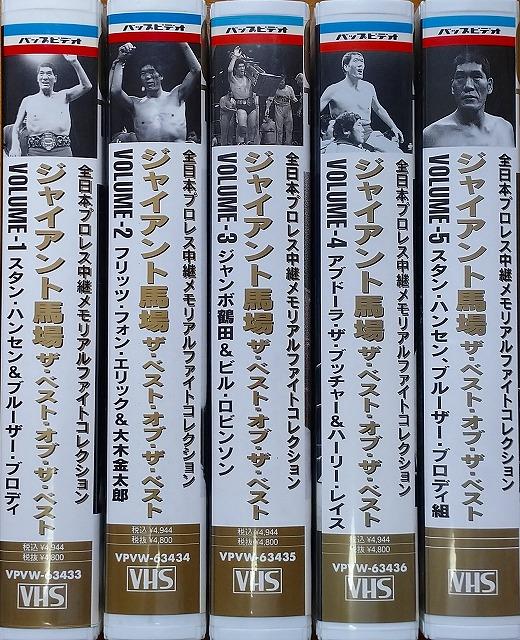 バップビデオ
全日本プロレス中継メモリアルファイトコレクション
ジャイアント馬場 ザ・ベスト・オブ・ザ・ベスト
VOLUME-1 スタン・ハンセン&ブルーザー・ブロディ
税込 ¥4,944
税抜 ¥4,800
VPVW-63433
VHS
バップビデオ
全日本プロレス中継メモリアルファイトコレクション
ジャイアント馬場 ザ・ベスト・オブ・ザ・ベスト
VOLUME-2 フリッツ・フォン・エリック&大木金太郎
税込 ¥4,944
税抜 ¥4,800
VPVW-63434
VHS
バップビデオ
全日本プロレス中継メモリアルファイトコレクション
ジャイアント馬場 ザ・ベスト・オブ・ザ・ベスト
VOLUME-3 ジャンボ鶴田&ビル・ロビンソン
税込 ¥4,944
税抜 ¥4,800
VPVW-63435
VHS
バップビデオ
全日本プロレス中継メモリアルファイトコレクション
ジャイアント馬場 ザ・ベスト・オブ・ザ・ベスト
VOLUME-4 アブドーラ・ザ・ブッチャー&ハーリー・レイス
税込 ¥4,944
税抜 ¥4,800
VPVW-63436
VHS
バップビデオ
全日本プロレス中継メモリアルファイトコレクション
ジャイアント馬場 ザ・ベスト・オブ・ザ・ベスト
VOLUME-5 スタン・ハンセン、ブルーザー・ブロディ組
VHS